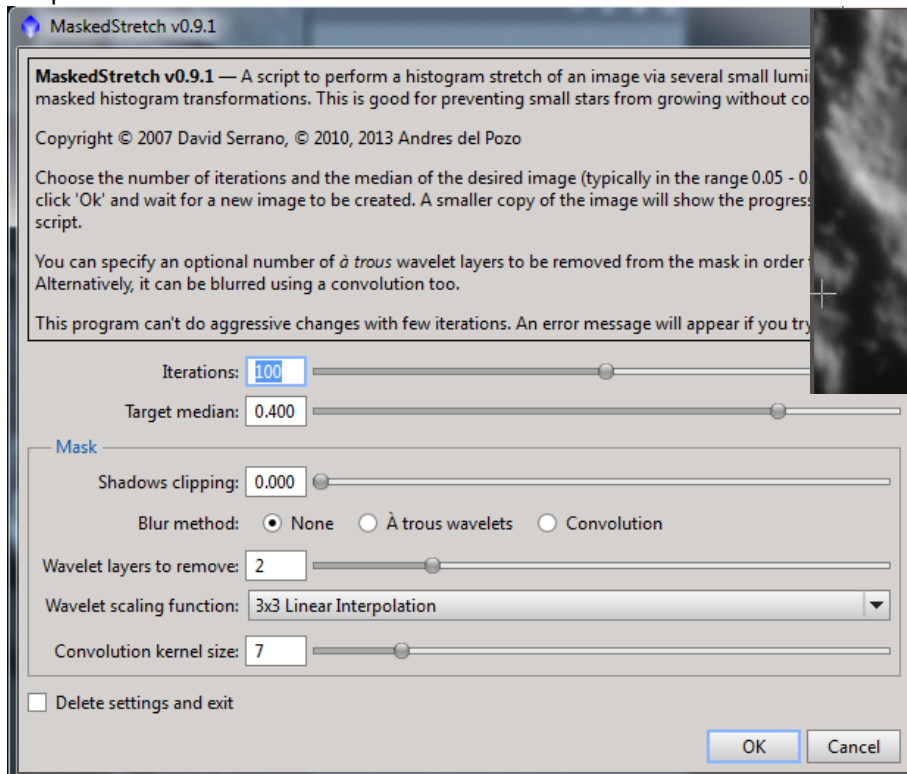 MaskedStretch v0.9.1
MaskedStretch v0.9.1 — A script to perform a histogram stretch of an image via several small
masked histogram transformations. This is good for preventing small stars from growing without
Copyright © 2007 David Serrano, © 2010, 2013 Andres del Pozo
Choose the number of iterations and the median of the desired image (typically in the range 0.05 -
click 'Ok' and wait for a new image to be created. A smaller copy of the image will show the
script.
You can specify an optional number of à trous wavelet layers to be removed from the mask in order
Alternatively, it can be blurred using a convolution too.
This program can't do aggressive changes with few iterations. An error message will appear if you try
Iterations: 100
Target median: 0.400
Mask
Shadows clipping: 0.000
Blur method: None À trous wavelets Convolution
Wavelet layers to remove: 2
Wavelet scaling function: 3x3 Linear Interpolation
Convolution kernel size: 7
Delete settings and exit
OK Cancel